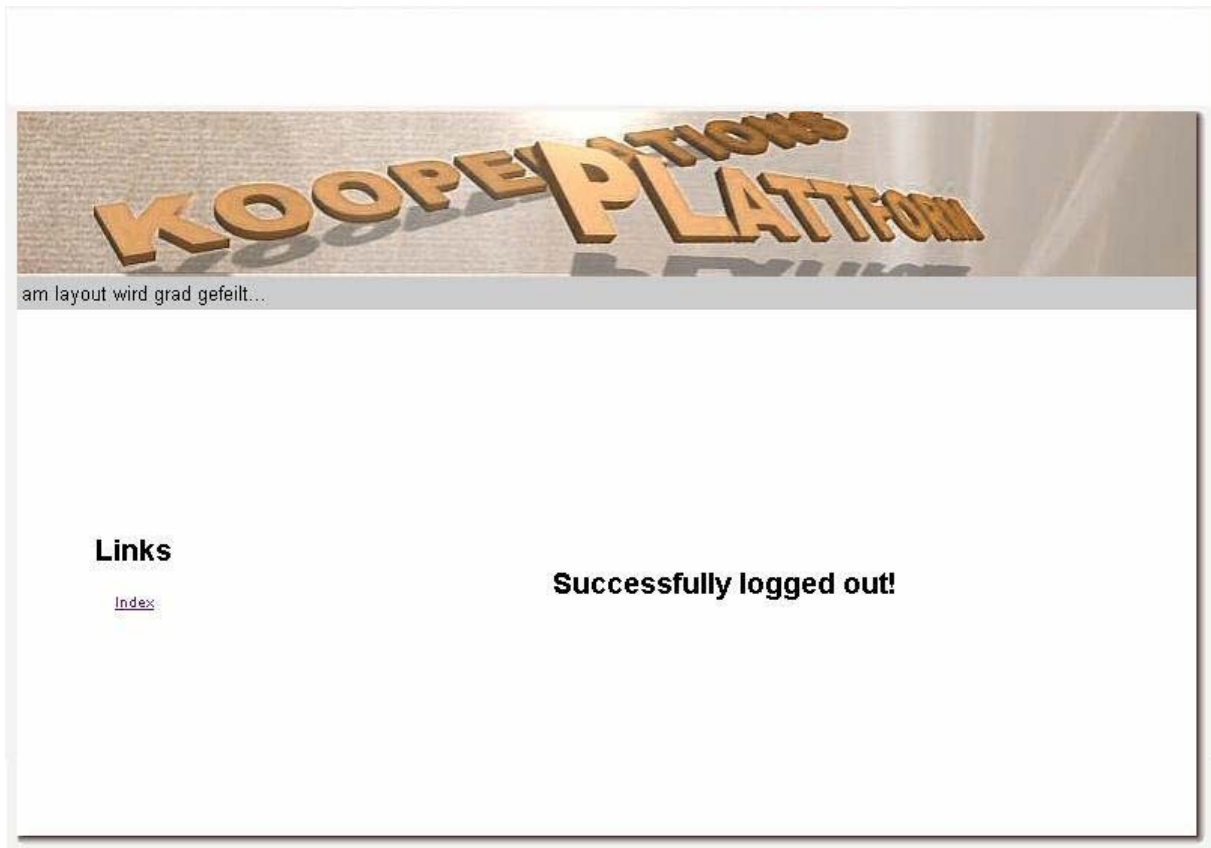 KOOPERATIONS
PLATTFORM
am layout wird grad gefeilt...
Links
Index
Successfully logged out!